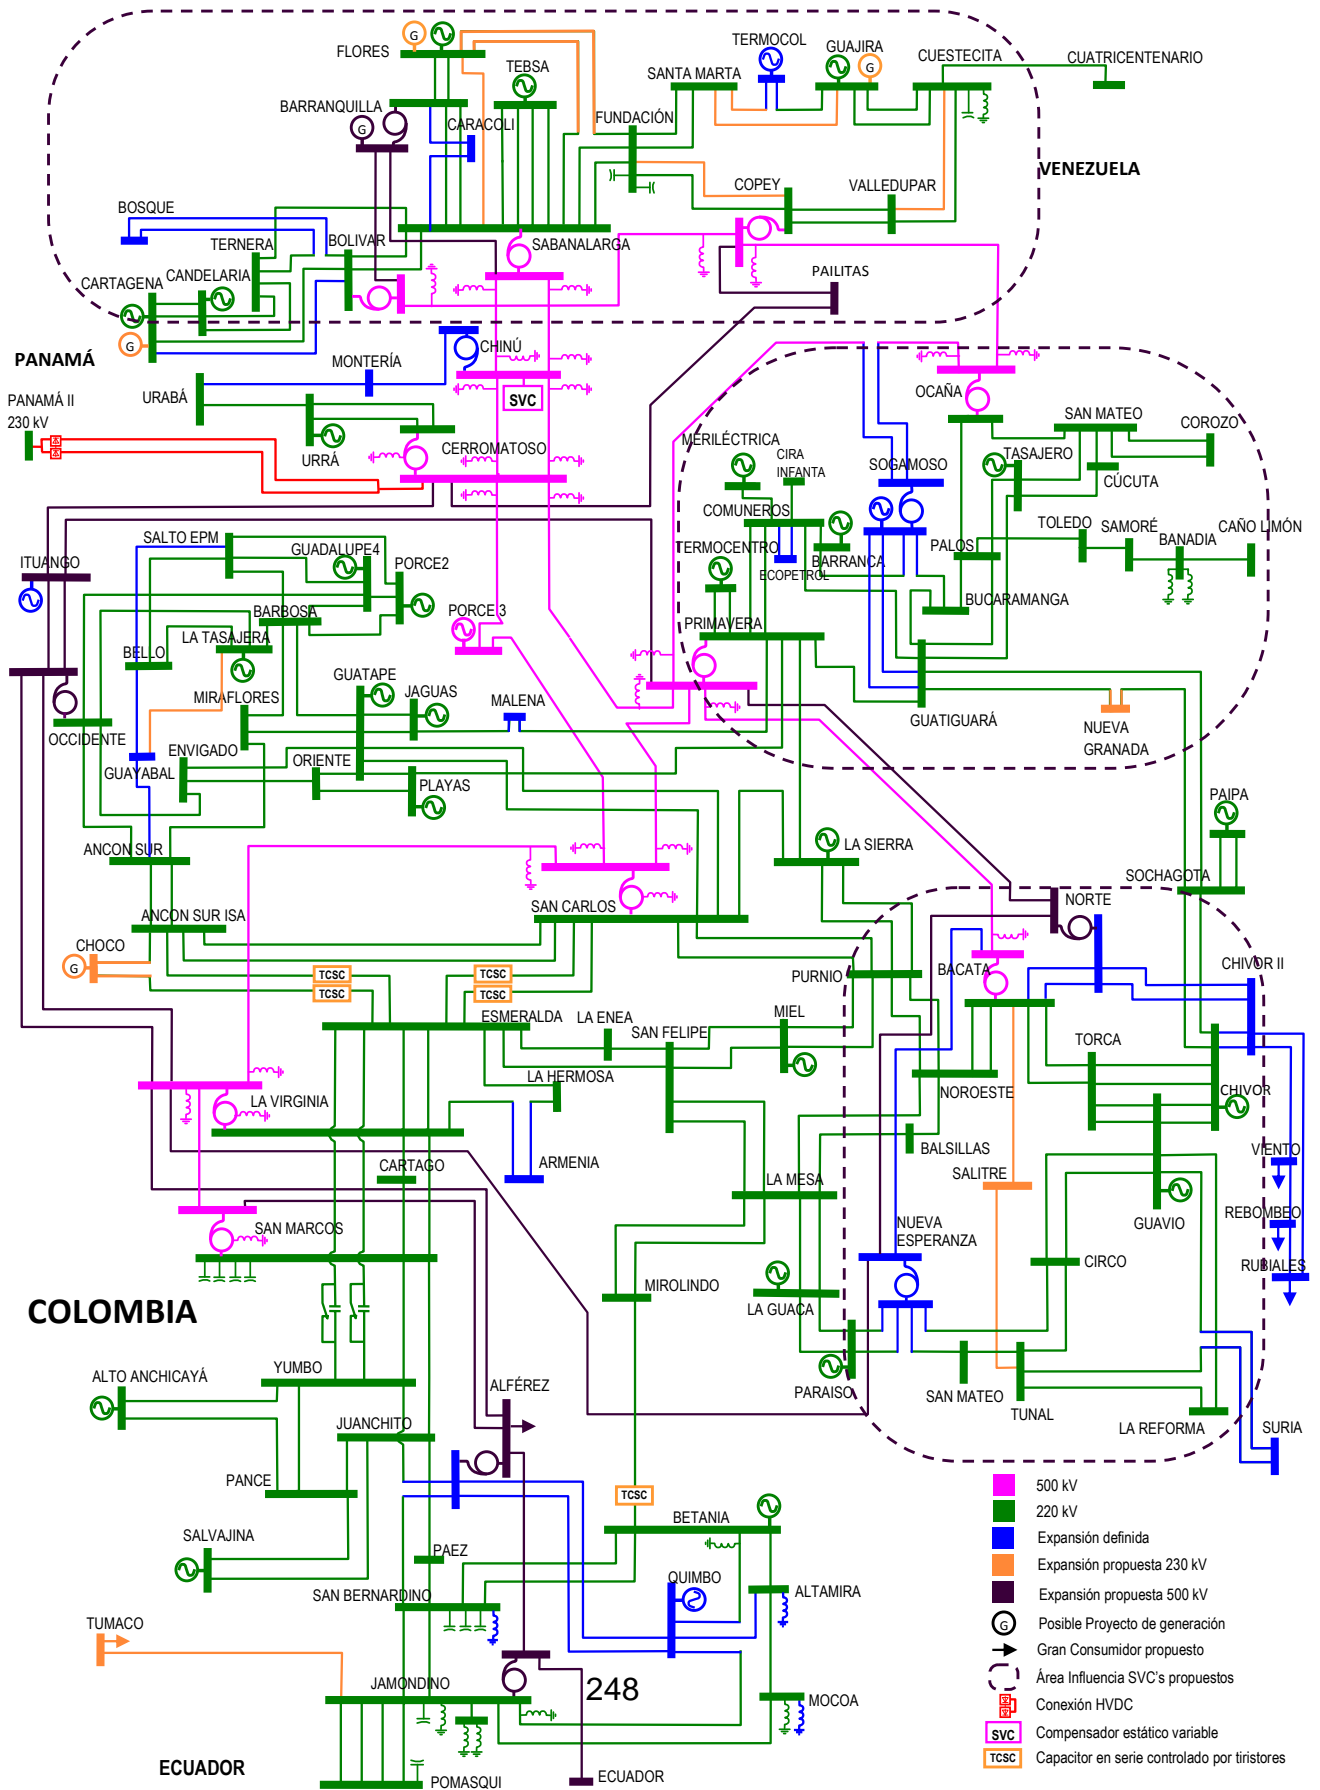 FLORES
G
TERMOCOL
GUAJIRA
CUESTECITA
CUATRICENTENARIO
TEBSA
SANTA MARTA
G
BARRANQUILLA
G
CARACOLI
FUNDACIÓN
VENEZUELA
COPEY
VALLEDUPAR
BOSQUE
TERNERA
BOLIVAR
SABANALARGA
CARTAGENA
CANDELARIA
PAILITAS
G
CHINÚ
PANAMÁ
MONTERÍA
URABÁ
OCAÑA
PANAMÁ II
230 kV
SVC
SAN MATEO
COROZO
URRÁ
CERROMATOSO
MERILÉCTRICA
CIRA
INFANTA
SOGAMOSO
TASAJERO
CÚCUTA
COMUNEROS
SALTO EPM
GUADALUPE4
PORCE2
TERMOCENTRO
ECOPETROL
BARRANCA
PALOS
TOLEDO
SAMORÉ
BANADIA
CAÑO LIMÓN
ITUANGO
BARBOSA
PORCE 3
BUCARAMANGA
LA TASAJERA
PRIMAVERA
BELLO
MIRAFLORES
GUATAPE
JAGUAS
MALENA
GUATIGUARÁ
NUEVA
GRANADA
OCCIDENTE
ENVIGADO
ORIENTE
GUAYABAL
PLAYAS
PAIPA
ANCON SUR
LA SIERRA
SOCHAGOTA
NORTE
SAN CARLOS
ANCON SUR ISA
CHOCO
G
TCSC
TCSC
TCSC
TCSC
PURNIO
BACATA
CHIVOR II
ESMERALDA
LA ENEA
SAN FELIPE
MIEL
TORCA
LA HERMOSA
NOROESTE
CHIVOR
LA VIRGINIA
BALSILLAS
VIENTO
CARTAGO
ARMENIA
LA MESA
SALITRE
GUAVIO
REBOMBEO
SAN MARCOS
NUEVA
ESPERANZA
CIRCO
RUBIALES
MIROLINDO
LA GUACA
COLOMBIA
YUMBO
ALTO ANCHICAYÁ
ALFÉREZ
PARAISO
SAN MATEO
TUNAL
LA REFORMA
SURIA
JUANCHITO
PANCE
TCSC
500 kV
BETANIA
220 kV
SALVAJINA
PAEZ
Expansión definida
QUIMBO
ALTAMIRA
Expansión propuesta 230 kV
SAN BERNARDINO
Expansión propuesta 500 kV
TUMACO
G
Posible Proyecto de generación
Gran Consumidor propuesto
JAMONDINO
248
MOCOA
Área Influencia SVC's propuestos
Conexión HVDC
SVC
Compensador estático variable
TCSC
Capacitor en serie controlado por tiristores
ECUADOR
POMASQUI
ECUADOR